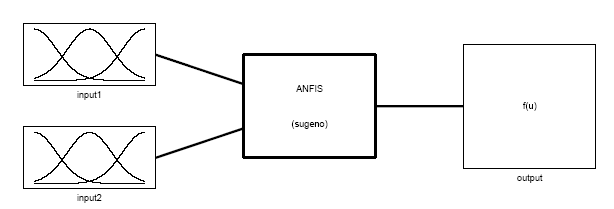 input1
input2
ANFIS
(sugeno)
f(u)
output